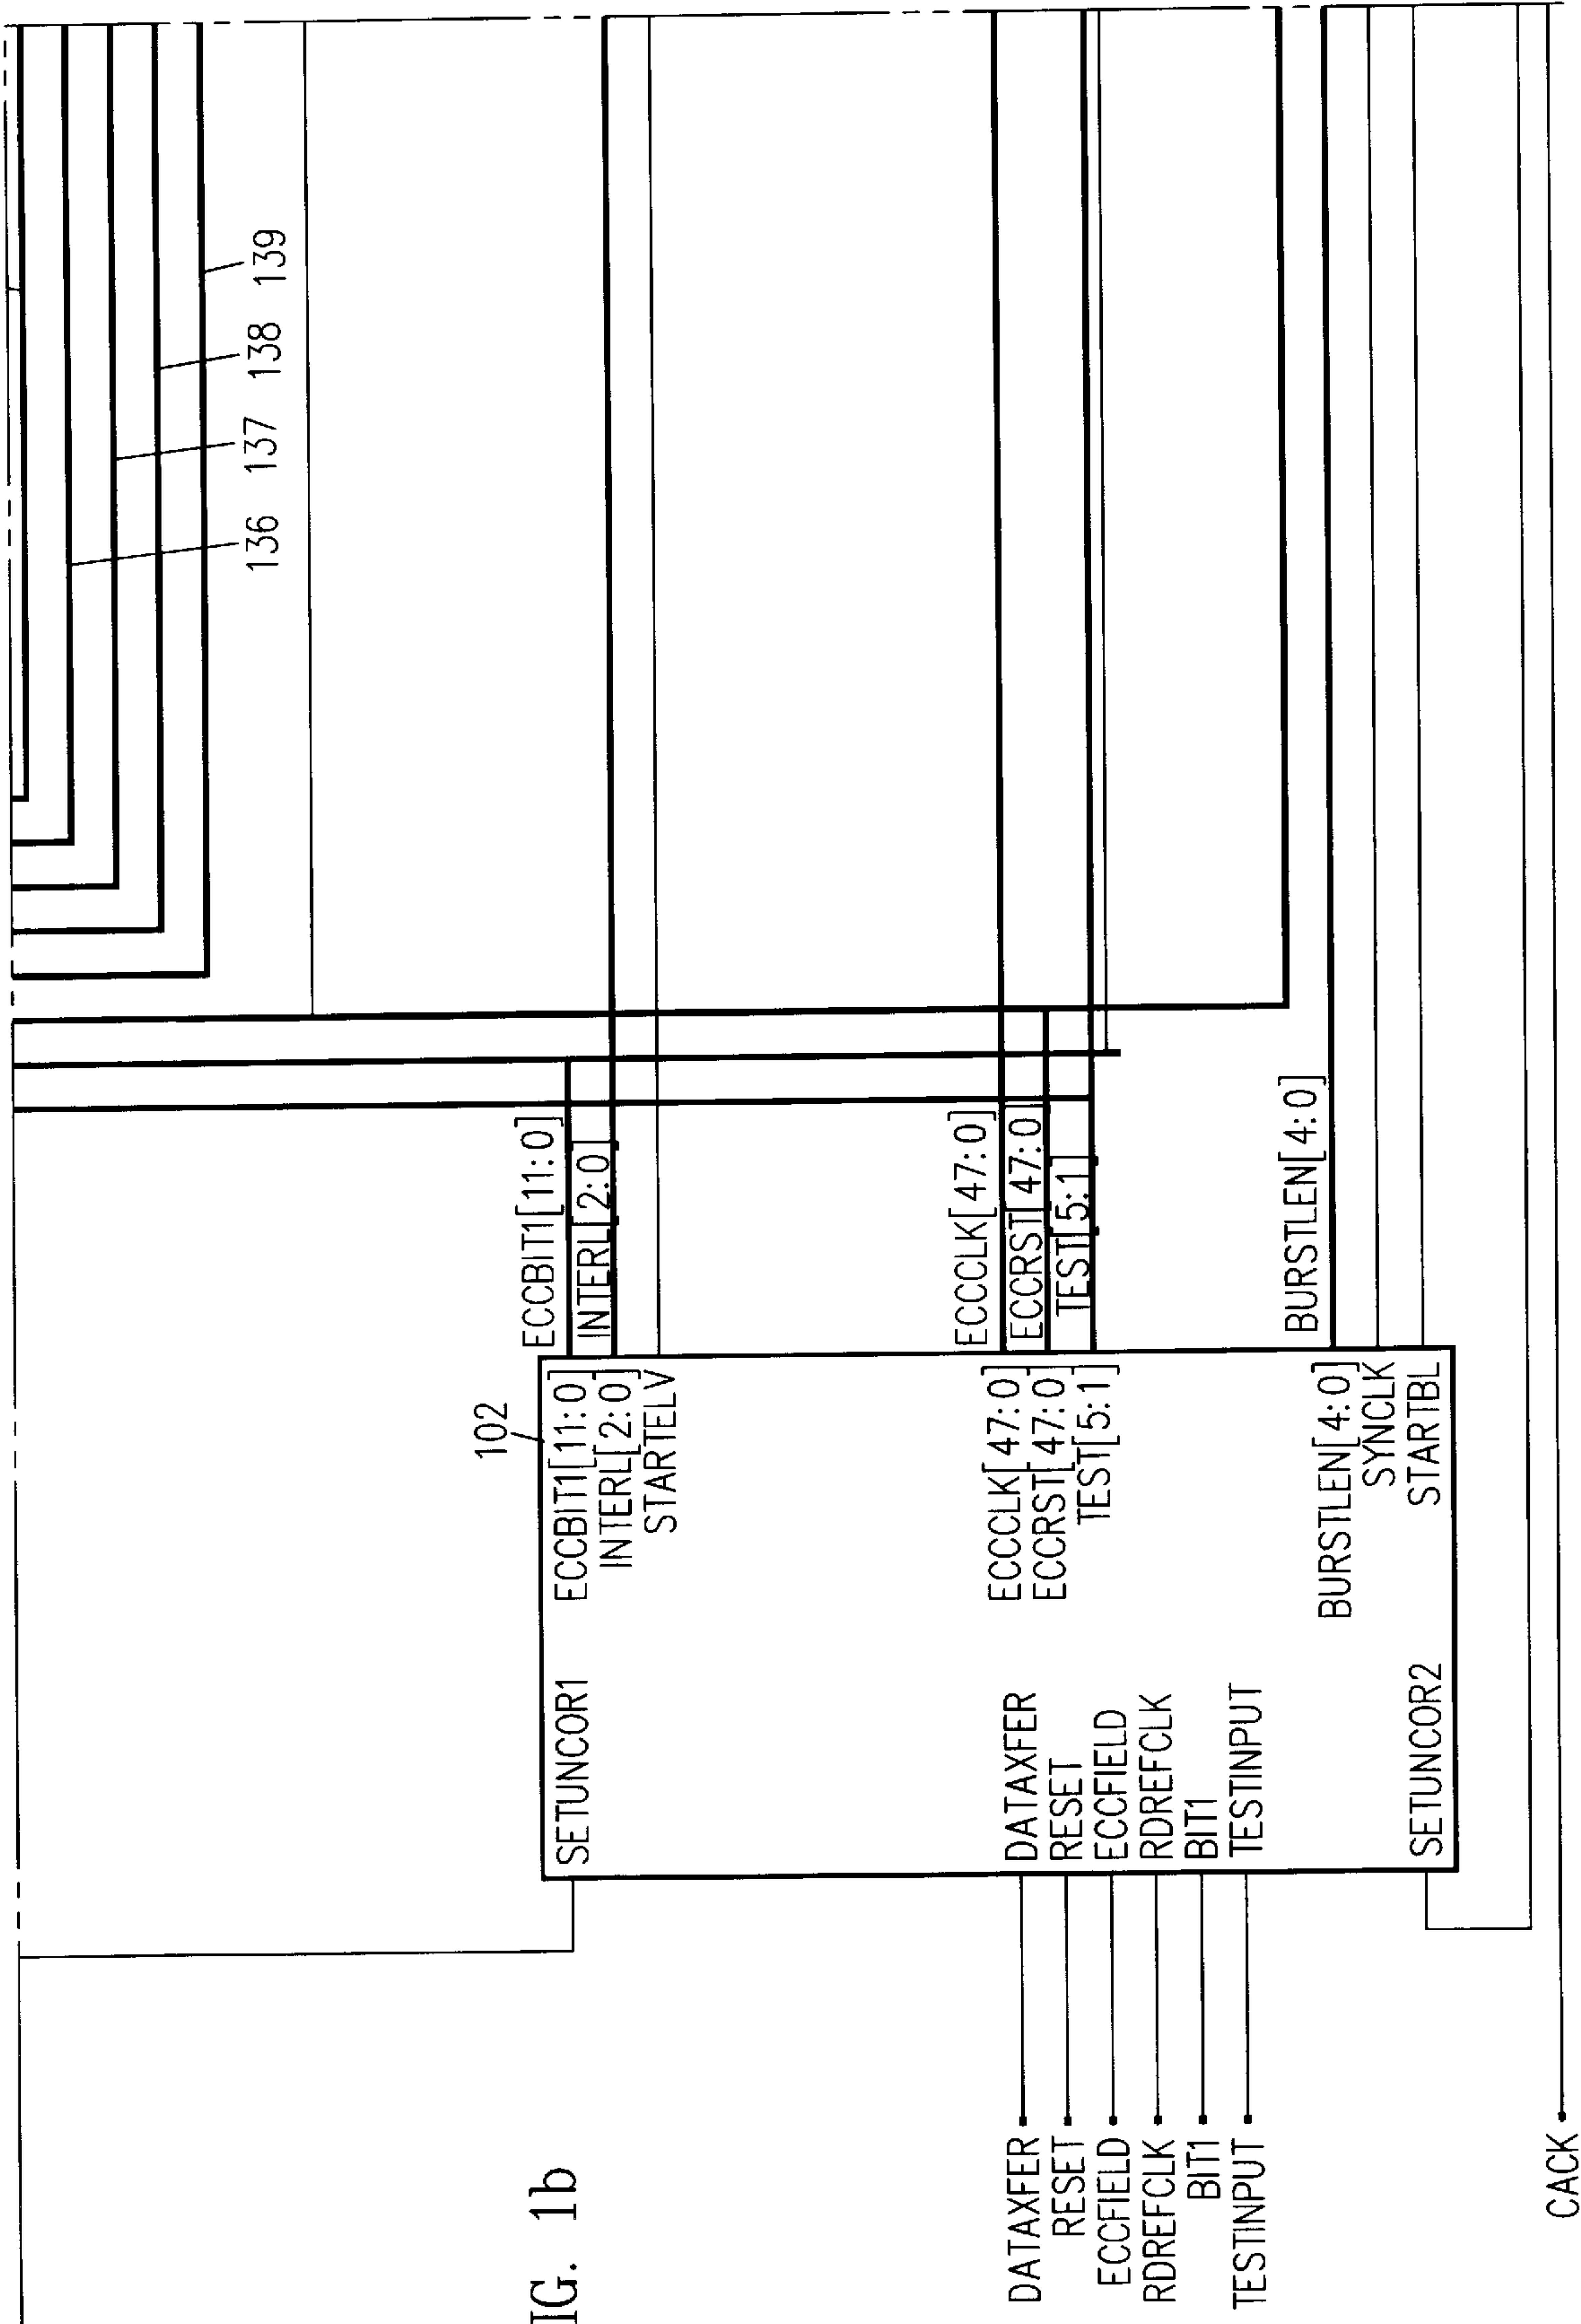 136 137 138 139
102
ECCBIT1[11:0]
INTERL[2:0]
SETUNCOR1
ECCBIT1[11:0]
INTERL[2:0]
STARTELV
ECCCLK[47:0]
ECCRST[47:0]
TEST[5:1]
ECCCLK[47:0]
ECCRST[47:0]
TEST[5:1]
DATAXFER
RESET
ECCFIELD
RDREFCLK
BIT1
TESTINPUT
DATAXFER
RESET
ECCFIELD
RDREFCLK
BIT1
TESTINPUT
BURSTLEN[4:0]
SETUNCOR2
BURSTLEN[4:0]
SYNCLK
STARTBL
CACK
IG. 1b